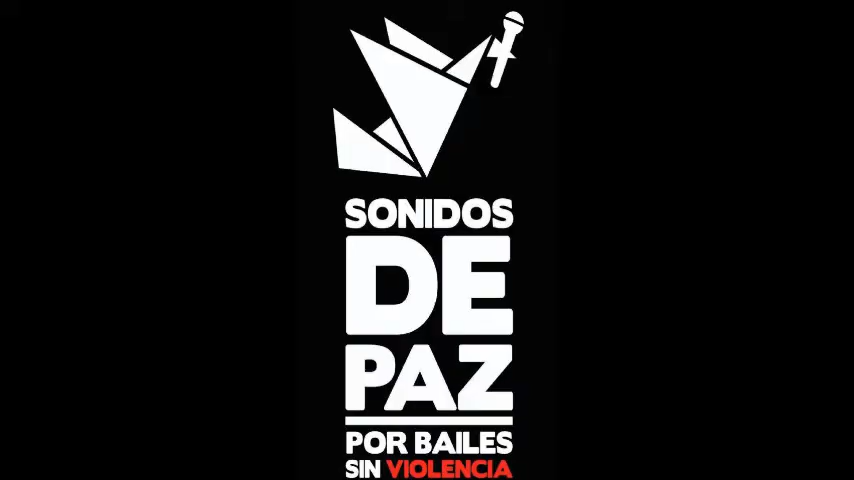 SONIDOS
DE
PAZ
POR BAILES
SIN VIOLENCIA